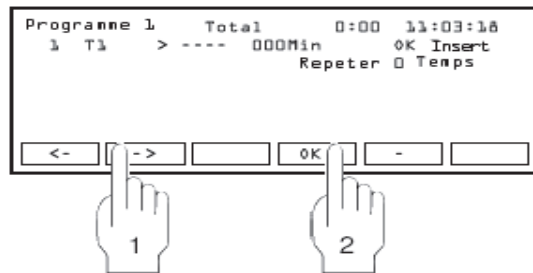 Programme 1 Total 0:00 11:03:18
1 T1 > ---- 000Min OK Insert
Repeter 0 Temps
<- -> OK -
1 2